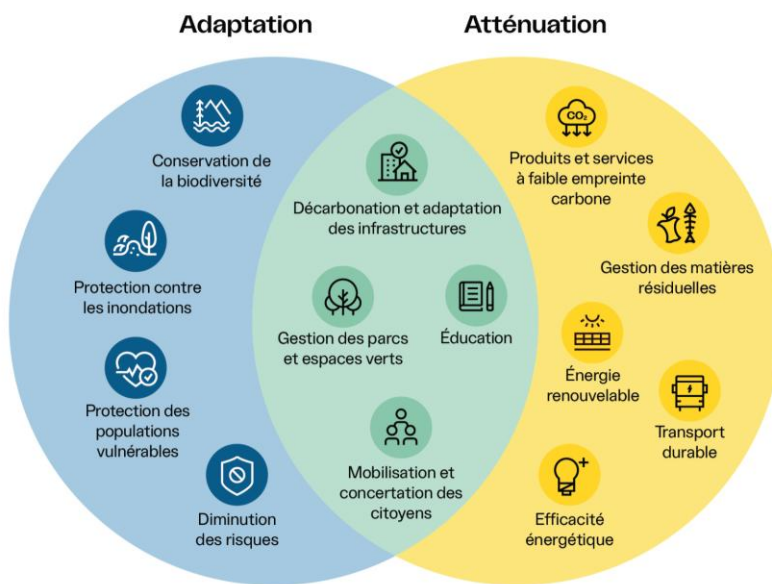 Adaptation
Atténuation
Conservation de
la biodiversité
Protection contre
les inondations
Protection des
populations
vulnérables
Diminution
des risques
Décarbonation et adaptation
des infrastructures
Gestion des parcs
et espaces verts
Éducation
Mobilisation et
concertation des
citoyens
CO₂
Produits et services
à faible empreinte
carbone
Gestion des matières
résiduelles
Énergie
renouvelable
Transport
durable
Efficacité
énergétique